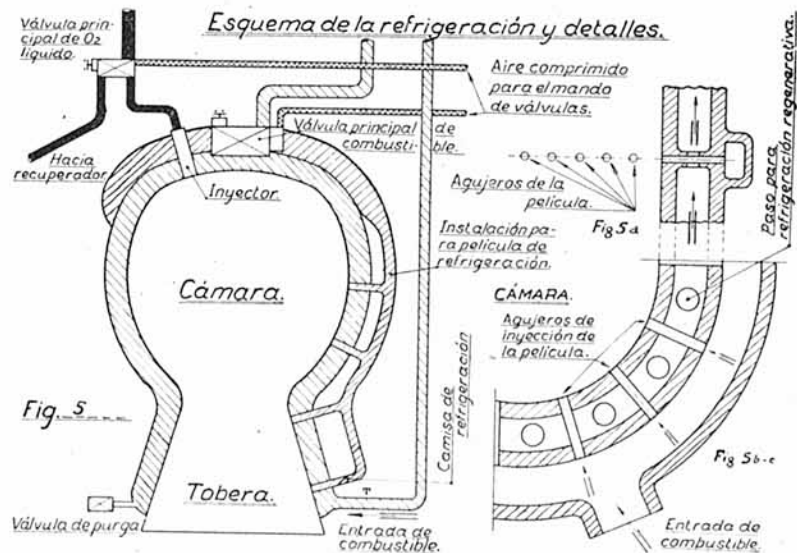 Esquema de la refrigeración y detalles.
Válvula prin-
cipal de O2
líquido.
Aire comprimido
para el mando
de válvulas.
Válvula principal de
combustible.
Hacia
recuperador
Inyector.
Agujeros de la
película.
Fig 5a
Paso para
refrigeración regenerativa.
Instalación pa-
ra película de
refrigeración.
Cámara.
CÁMARA.
Agujeros de
inyección de
la película.
Camisa de
refrigeración
Fig. 5
Fig 5b-c
Tobera.
T
Válvula de purga
Entrada de
combustible.
Entrada de
combustible.